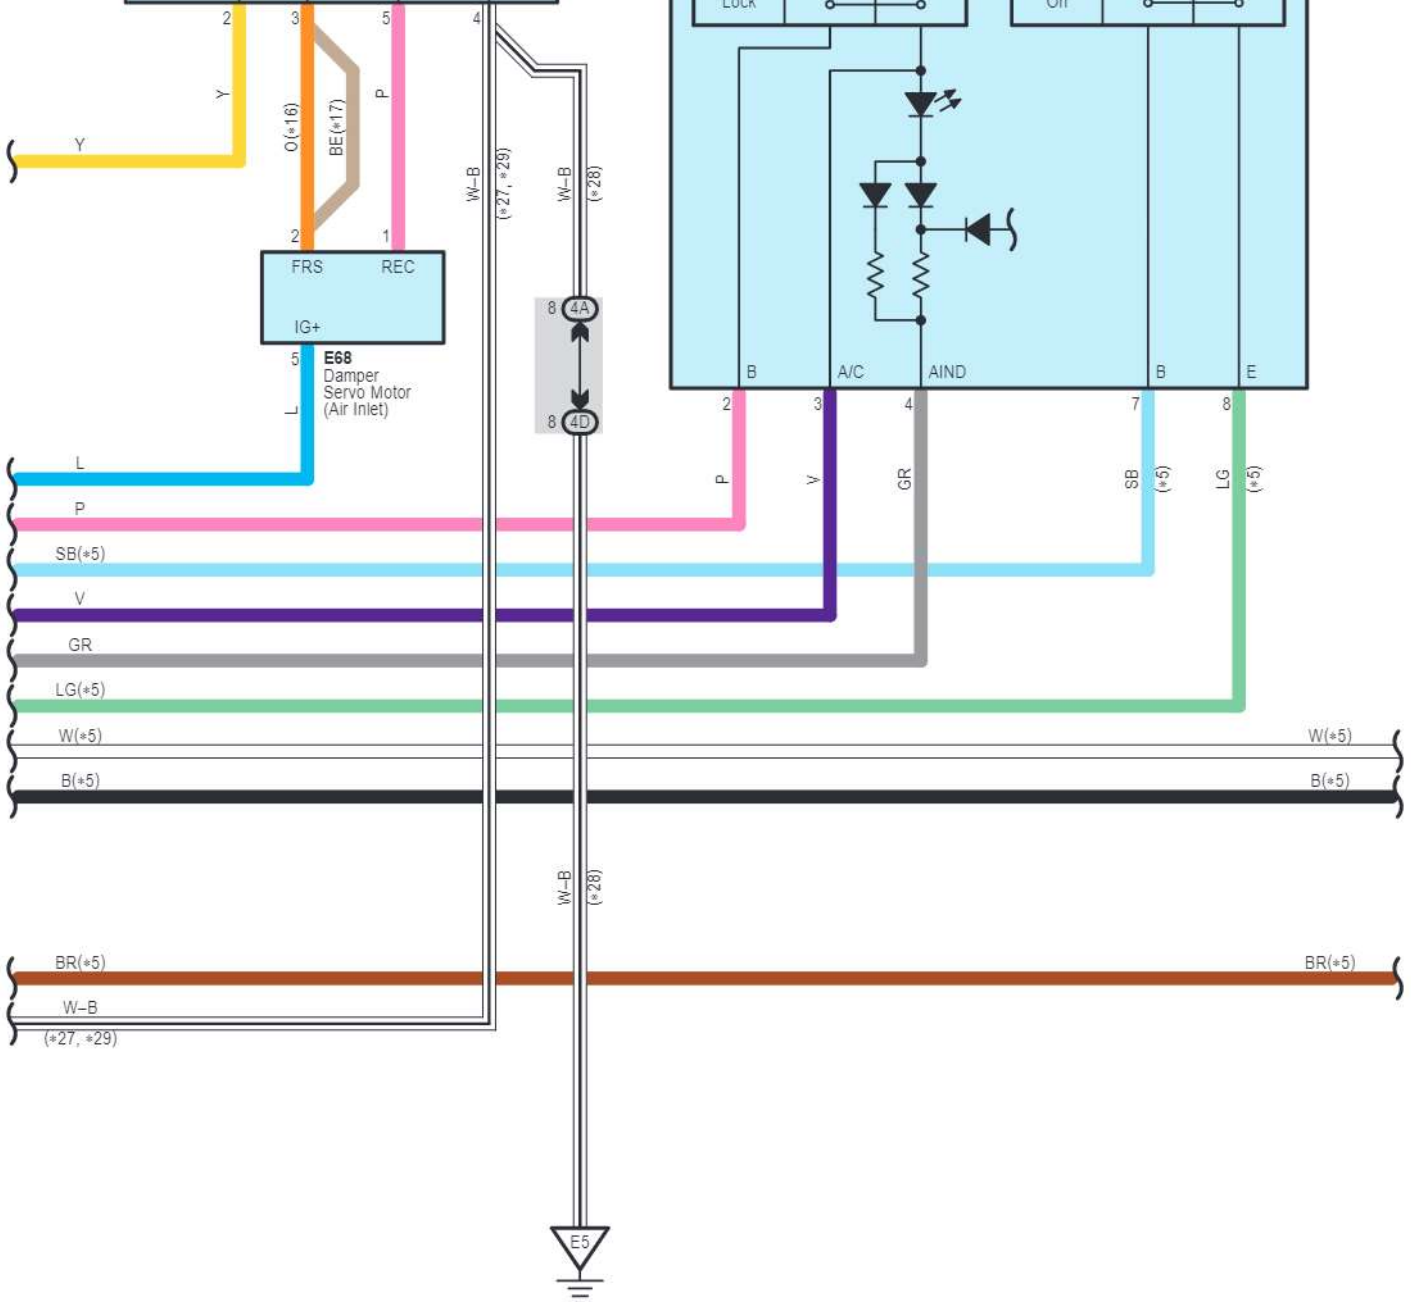 Lock
On
2
3
5
4
Y
O(*16)
BE(*17)
P
Y
W-B
(*27, *29)
W-B
(*28)
2
1
FRS
REC
IG+
5
E68
Damper
Servo Motor
(Air Inlet)
L
8
4A
8
4D
B
A/C
AIND
B
E
2
3
4
7
8
P
V
GR
SB
(*5)
LG
(*5)
L
P
SB(*5)
V
GR
LG(*5)
W(*5)
W(*5)
B(*5)
B(*5)
W-B
(*28)
BR(*5)
BR(*5)
W-B
(*27, *29)
E5